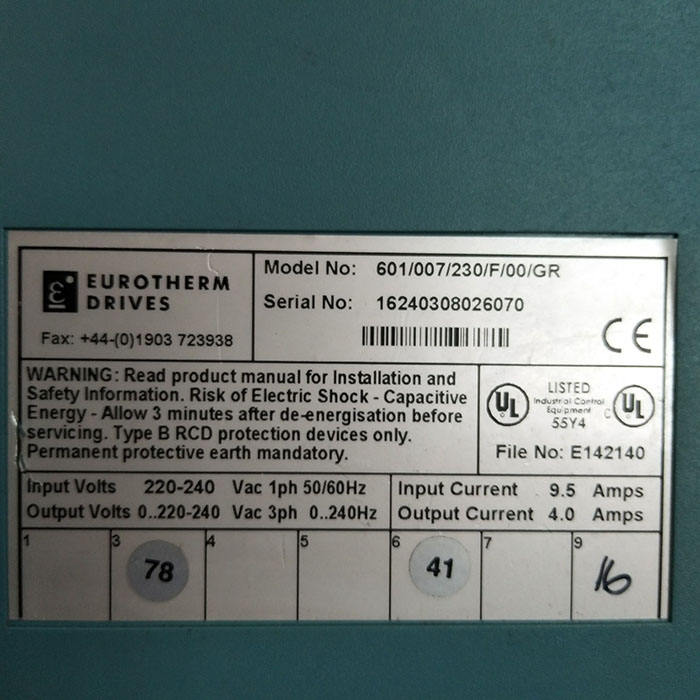 EUROTHERM
DRIVES
Fax: +44-(0)1903 723938
Model No: 601/007/230/F/00/GR
Serial No: 16240308026070
CE
WARNING: Read product manual for Installation and
Safety Information. Risk of Electric Shock - Capacitive
Energy - Allow 3 minutes after de-energisation before
servicing. Type B RCD protection devices only.
Permanent protective earth mandatory.
UL
LISTED
Industrial Control
Equipment
55Y4
C UL
File No: E142140
Input Volts 220-240 Vac 1ph 50/60Hz
Output Volts 0..220-240 Vac 3ph 0..240Hz
Input Current 9.5 Amps
Output Current 4.0 Amps
1 3 4 5 6 7 9
78 41 16